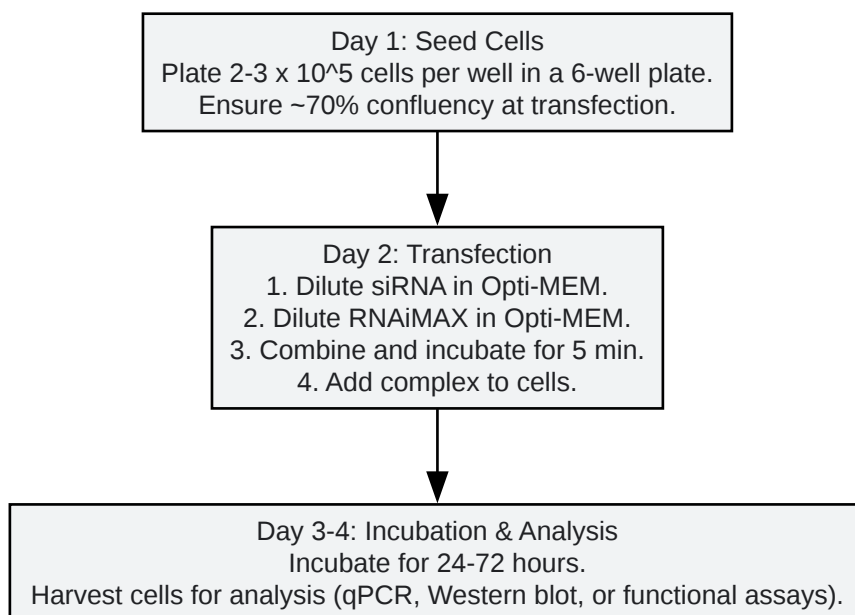 Day 1: Seed Cells
Plate 2-3 x 10^5 cells per well in a 6-well plate.
Ensure ~70% confluency at transfection.
Day 2: Transfection
1. Dilute siRNA in Opti-MEM.
2. Dilute RNAiMAX in Opti-MEM.
3. Combine and incubate for 5 min.
4. Add complex to cells.
Day 3-4: Incubation & Analysis
Incubate for 24-72 hours.
Harvest cells for analysis (qPCR, Western blot, or functional assays).